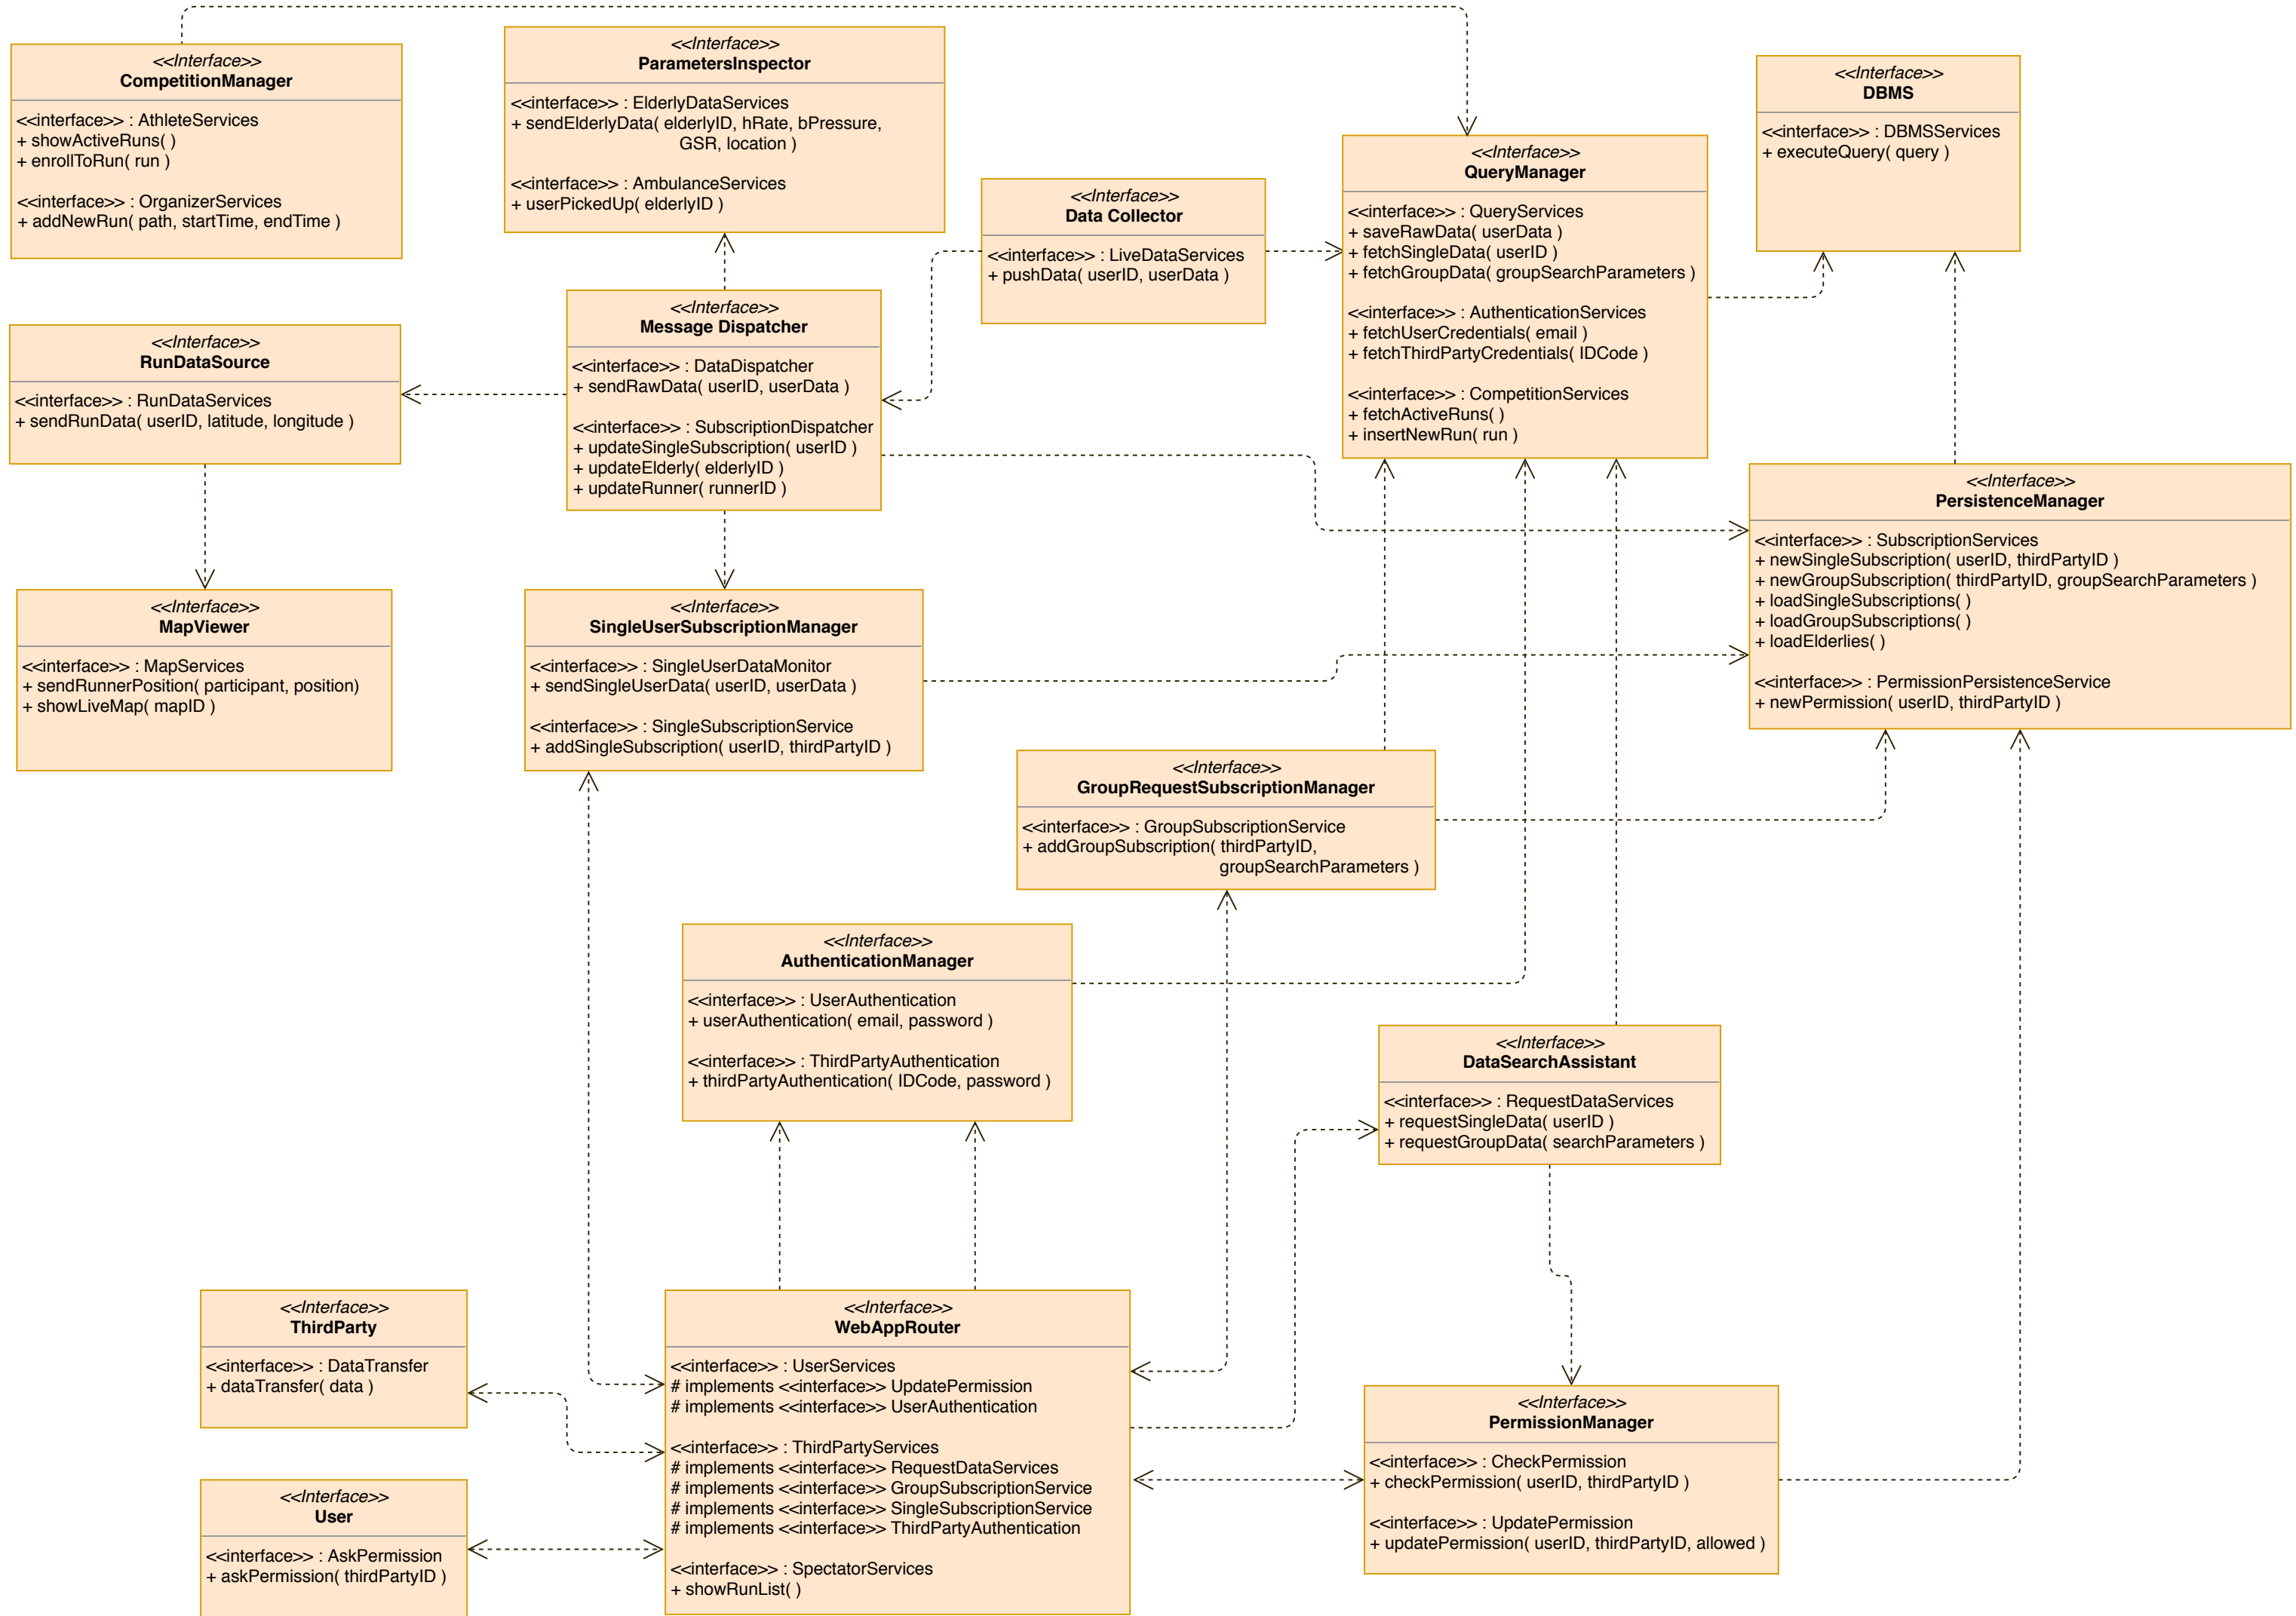 <<Interface>>
CompetitionManager
<<interface>> : AthleteServices
+ showActiveRuns( )
+ enrollToRun( run )
<<interface>> : OrganizerServices
+ addNewRun( path, startTime, endTime )
<<Interface>>
ParametersInspector
<<interface>> : ElderlyDataServices
+ sendElderlyData( elderlyID, hRate, bPressure,
GSR, location )
<<interface>> : AmbulanceServices
+ userPickedUp( elderlyID )
<<Interface>>
DBMS
<<interface>> : DBMSServices
+ executeQuery( query )
<<Interface>>
QueryManager
<<interface>> : QueryServices
+ saveRawData( userData )
+ fetchSingleData( userID )
+ fetchGroupData( groupSearchParameters )
<<interface>> : AuthenticationServices
+ fetchUserCredentials( email )
+ fetchThirdPartyCredentials( IDCode )
<<interface>> : CompetitionServices
+ fetchActiveRuns( )
+ insertNewRun( run )
<<Interface>>
Data Collector
<<interface>> : LiveDataServices
+ pushData( userID, userData )
<<Interface>>
Message Dispatcher
<<interface>> : DataDispatcher
+ sendRawData( userID, userData )
<<interface>> : SubscriptionDispatcher
+ updateSingleSubscription( userID )
+ updateElderly( elderlyID )
+ updateRunner( runnerID )
<<Interface>>
RunDataSource
<<interface>> : RunDataServices
+ sendRunData( userID, latitude, longitude )
<<Interface>>
PersistenceManager
<<interface>> : SubscriptionServices
+ newSingleSubscription( userID, thirdPartyID )
+ newGroupSubscription( thirdPartyID, groupSearchParameters )
+ loadSingleSubscriptions( )
+ loadGroupSubscriptions( )
+ loadElderlies( )
<<interface>> : PermissionPersistenceService
+ newPermission( userID, thirdPartyID )
<<Interface>>
MapViewer
<<interface>> : MapServices
+ sendRunnerPosition( participant, position)
+ showLiveMap( mapID )
<<Interface>>
SingleUserSubscriptionManager
<<interface>> : SingleUserDataMonitor
+ sendSingleUserData( userID, userData )
<<interface>> : SingleSubscriptionService
+ addSingleSubscription( userID, thirdPartyID )
<<Interface>>
GroupRequestSubscriptionManager
<<interface>> : GroupSubscriptionService
+ addGroupSubscription( thirdPartyID,
groupSearchParameters )
<<Interface>>
AuthenticationManager
<<interface>> : UserAuthentication
+ userAuthentication( email, password )
<<interface>> : ThirdPartyAuthentication
+ thirdPartyAuthentication( IDCode, password )
<<Interface>>
DataSearchAssistant
<<interface>> : RequestDataServices
+ requestSingleData( userID )
+ requestGroupData( searchParameters )
<<Interface>>
ThirdParty
<<interface>> : DataTransfer
+ dataTransfer( data )
<<Interface>>
WebAppRouter
<<interface>> : UserServices
# implements <<interface>> UpdatePermission
# implements <<interface>> UserAuthentication
<<interface>> : ThirdPartyServices
# implements <<interface>> RequestDataServices
# implements <<interface>> GroupSubscriptionService
# implements <<interface>> SingleSubscriptionService
# implements <<interface>> ThirdPartyAuthentication
<<interface>> : SpectatorServices
+ showRunList( )
<<Interface>>
PermissionManager
<<interface>> : CheckPermission
+ checkPermission( userID, thirdPartyID )
<<interface>> : UpdatePermission
+ updatePermission( userID, thirdPartyID, allowed )
<<Interface>>
User
<<interface>> : AskPermission
+ askPermission( thirdPartyID )